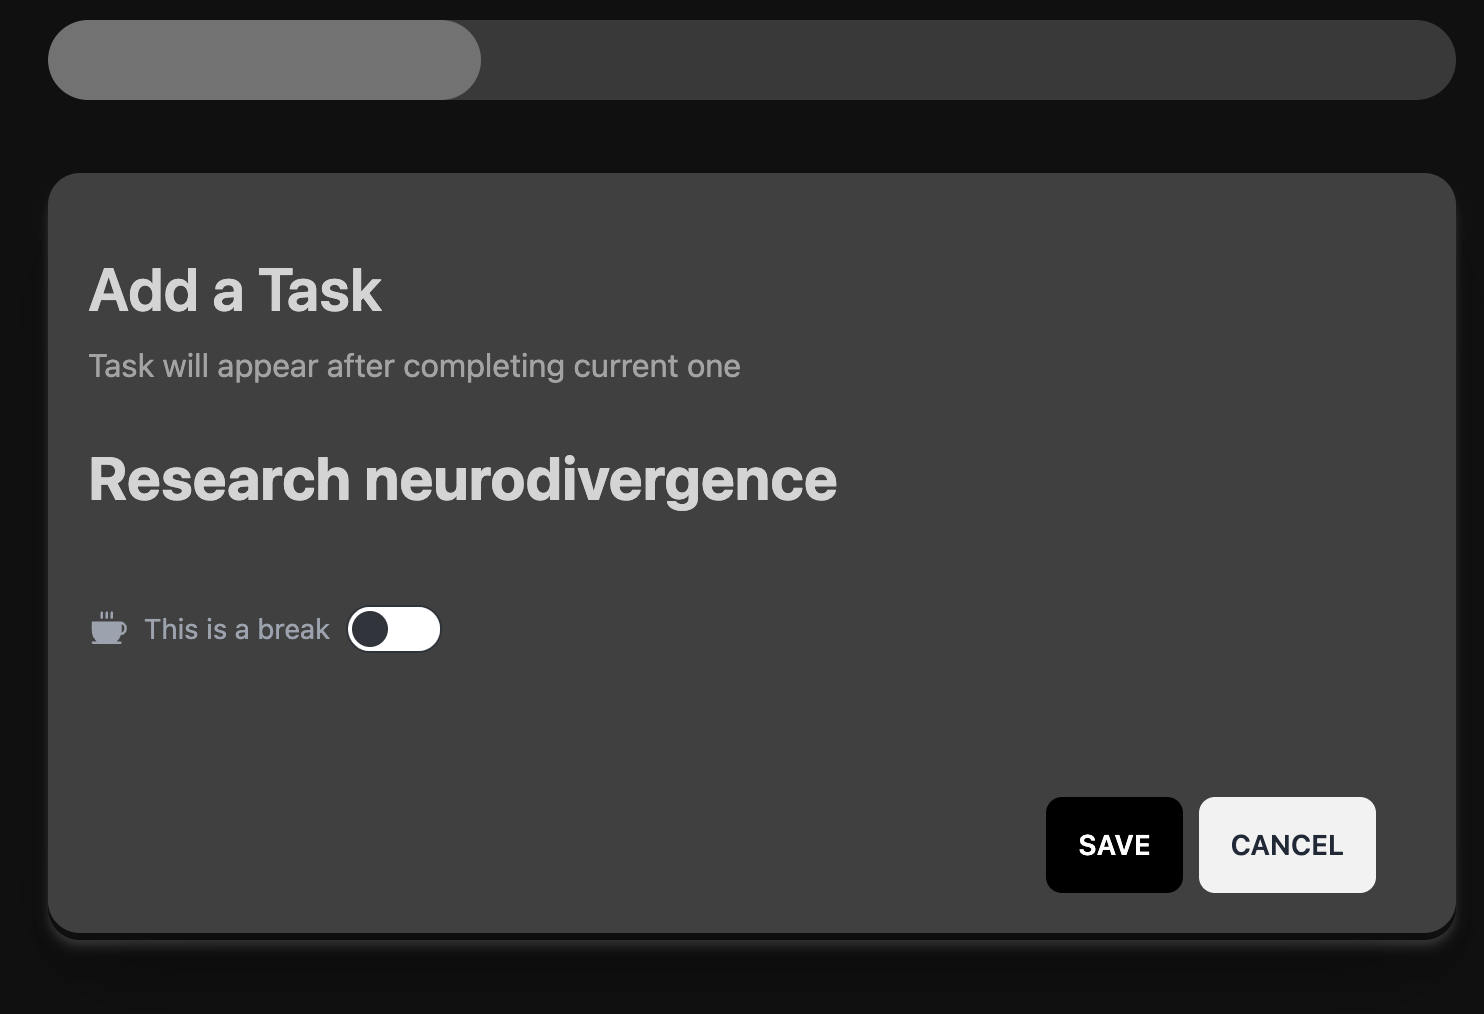 Add a Task
Task will appear after completing current one
Research neurodivergence
This is a break
SAVE CANCEL